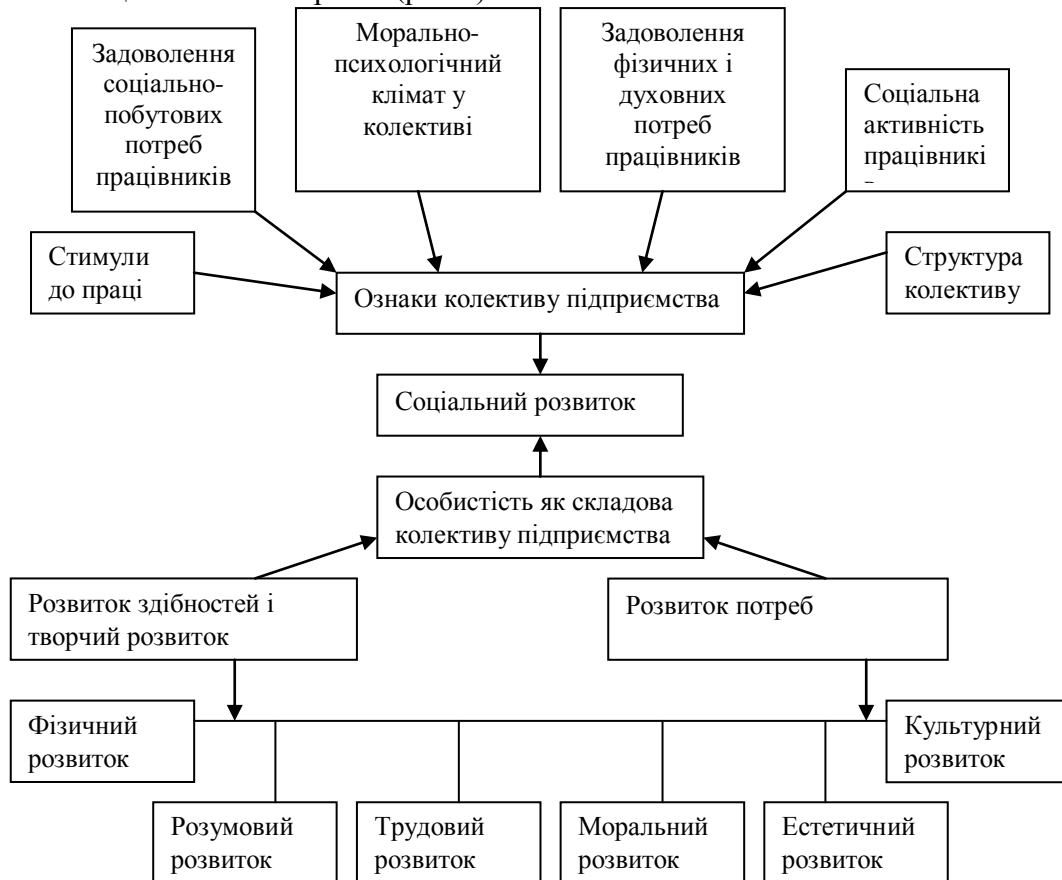 Задоволення
соціально-
побутових
потреб
працівників
Морально-
психологічний
клімат у
колективі
Задоволення
фізичних і
духовних
потреб
працівників
Соціальна
активність
працівникі
Стимули
до праці
Структура
колективу
Ознаки колективу підприємства
Соціальний розвиток
Особистість як складова
колективу підприємства
Розвиток здібностей і
творчий розвиток
Розвиток потреб
Фізичний
розвиток
Культурний
розвиток
Розумовий
розвиток
Трудовий
розвиток
Моральний
розвиток
Естетичний
розвиток